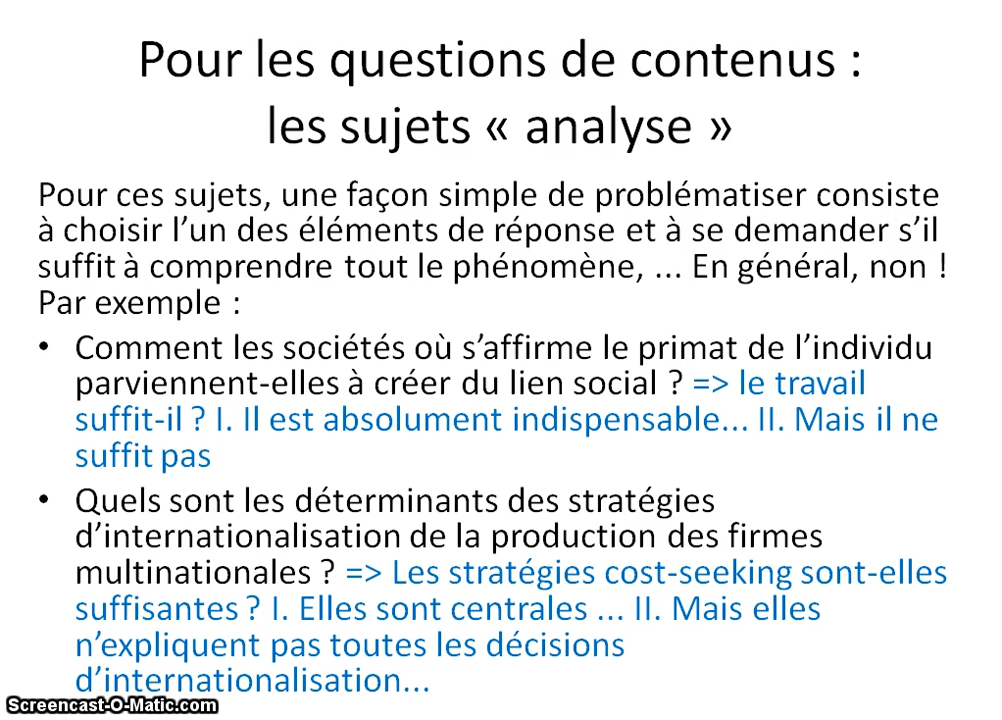 Pour les questions de contenus :
les sujets « analyse »
Pour ces sujets, une façon simple de problématiser consiste
à choisir l’un des éléments de réponse et à se demander s’il
suffit à comprendre tout le phénomène, ... En général, non !
Par exemple :
• Comment les sociétés où s’affirme le primat de l’individu
parviennent-elles à créer du lien social ? => le travail
suffit-il ? I. Il est absolument indispensable... II. Mais il ne
suffit pas
• Quels sont les déterminants des stratégies
d’internationalisation de la production des firmes
multinationales ? => Les stratégies cost-seeking sont-elles
suffisantes ? I. Elles sont centrales ... II. Mais elles
n’expliquent pas toutes les décisions
d’internationalisation...
Screencast-O-Matic.com